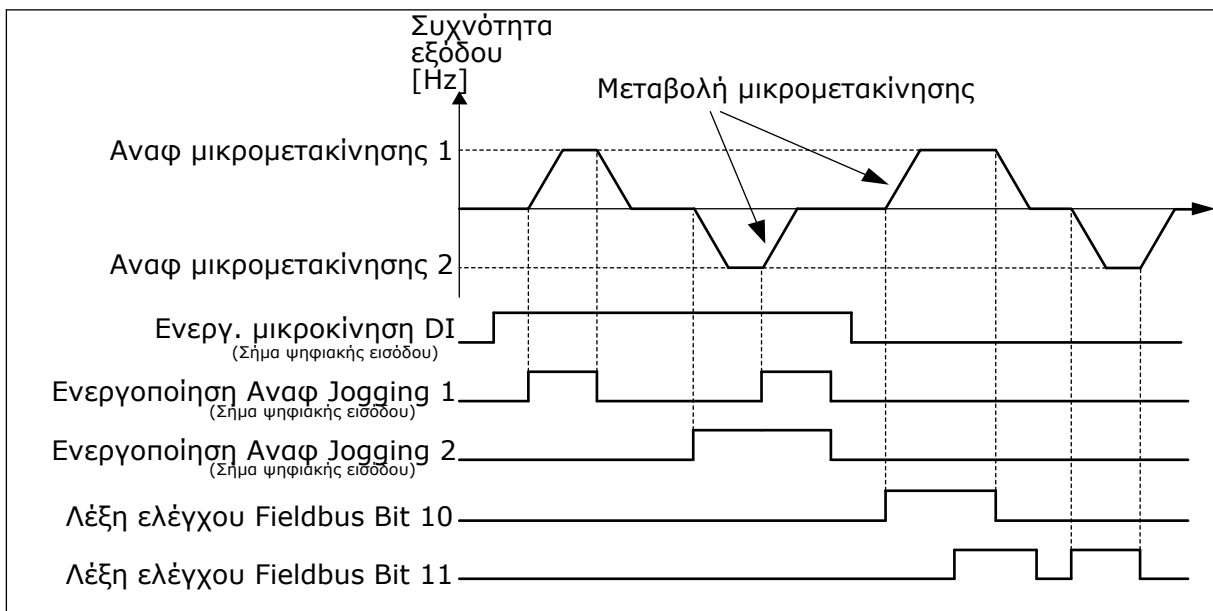 Συχνότητα
εξόδου
[Hz]
Μεταβολή μικρομετακίνησης
Αναφ μικρομετακίνησης 1
Αναφ μικρομετακίνησης 2
Ενεργ. μικροκίνηση DI
(Σήμα ψηφιακής εισόδου)
Ενεργοποίηση Αναφ Jogging 1
(Σήμα ψηφιακής εισόδου)
Ενεργοποίηση Αναφ Jogging 2
(Σήμα ψηφιακής εισόδου)
Λέξη ελέγχου Fieldbus Bit 10
Λέξη ελέγχου Fieldbus Bit 11